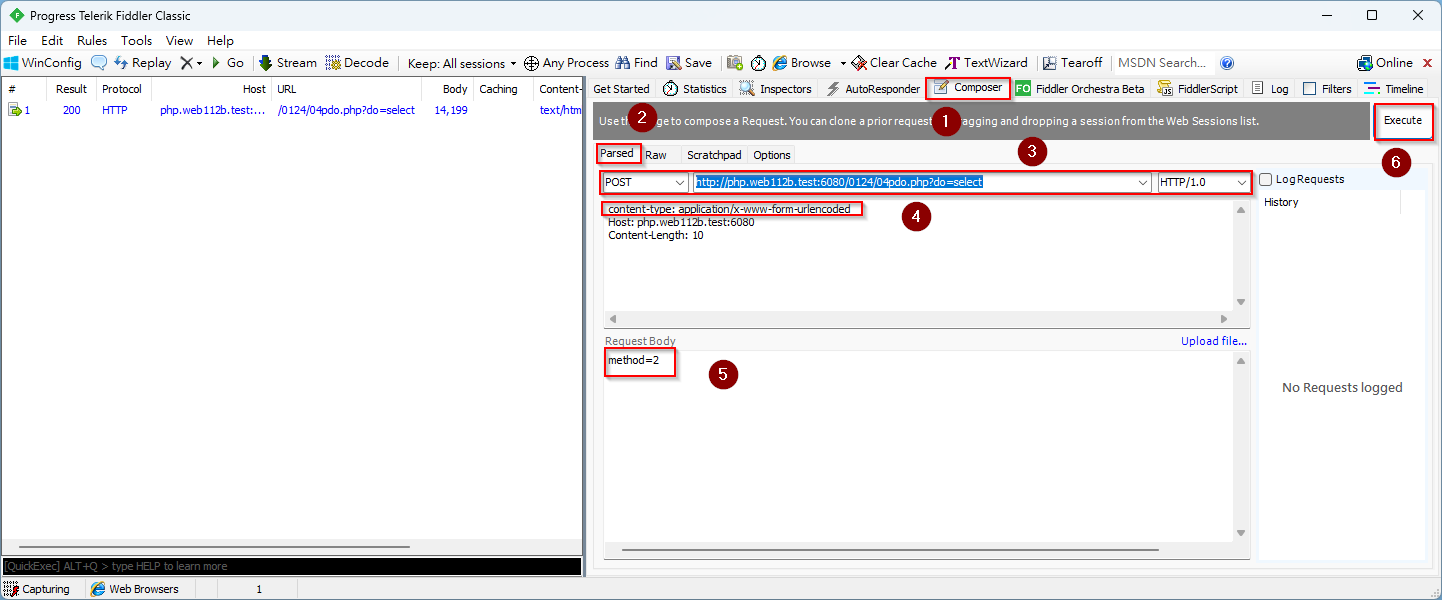 Progress Telerik Fiddler Classic
File Edit Rules Tools View Help
WinConfig Replay Go Stream Decode Keep: All sessions Any Process Find Save Browse Clear Cache TextWizard Tearoff MSDN Search... Online
# Result Protocol Host URL Body Caching Content-
1 200 HTTP php.web112b.test:... /0124/04pdo.php?do=select 14,199 text/htm
Get Started Statistics Inspectors AutoResponder Composer FO Fiddler Orchestra Beta FiddlerScript Log Filters Timeline
Use th ge to compose a Request. You can clone a prior request agging and dropping a session from the Web Sessions list.
2
1
Execute
3
6
Parsed Raw Scratchpad Options
POST http://php.web112b.test:6080/0124/04pdo.php?do=select HTTP/1.0
Log Requests
History
content-type: application/x-www-form-urlencoded
4
Host: php.web112b.test:6080
Content-Length: 10
Request Body Upload file...
method=2
5
No Requests logged
[QuickExec] ALT+Q > type HELP to learn more
Capturing Web Browsers 1